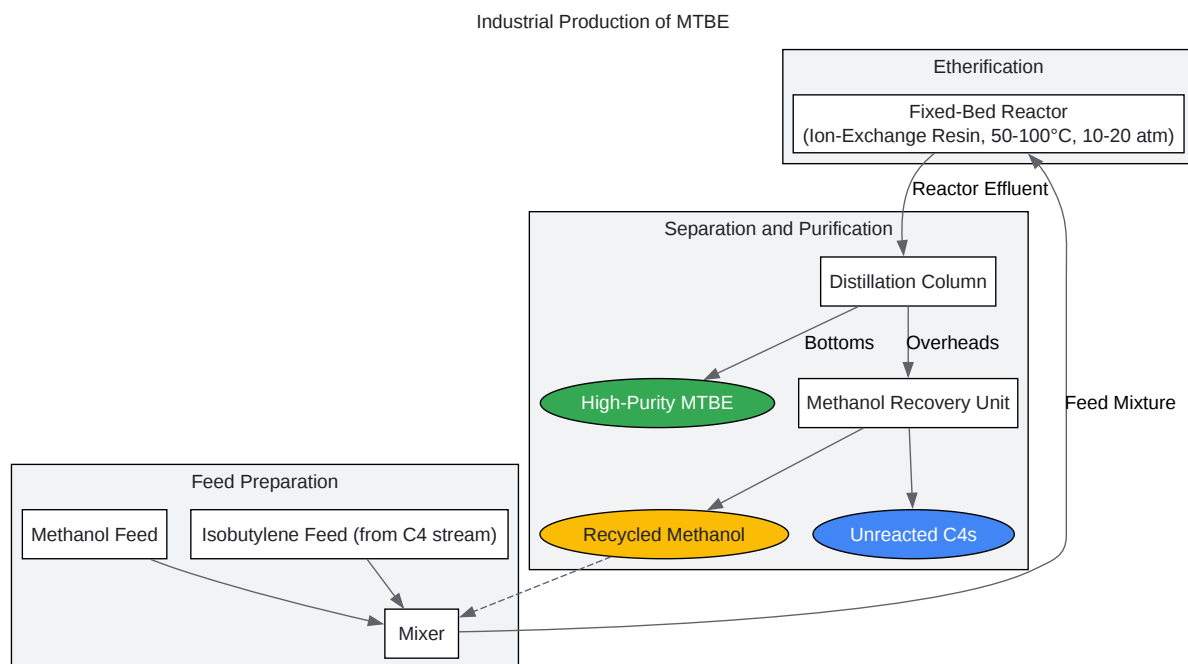 Industrial Production of MTBE
Etherification
Fixed-Bed Reactor
(Ion-Exchange Resin, 50-100°C, 10-20 atm)
Reactor Effluent
Separation and Purification
Distillation Column
Bottoms
Overheads
High-Purity MTBE
Methanol Recovery Unit
Feed Mixture
Feed Preparation
Methanol Feed
Isobutylene Feed (from C4 stream)
Recycled Methanol
Unreacted C4s
Mixer